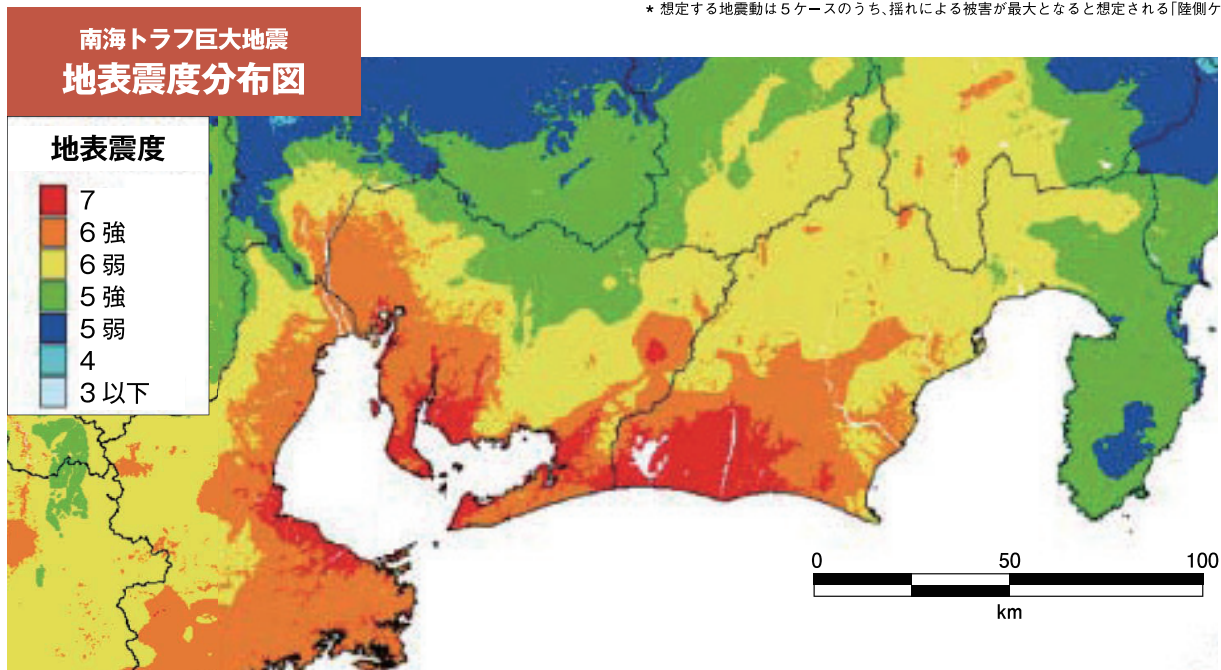 * 想定する地震動は5ケースのうち、揺れによる被害が最大となると想定される「陸側ケ
南海トラフ巨大地震
地表震度分布図
地表震度
7
6強
6弱
5強
5弱
4
3以下
0 50 100
km